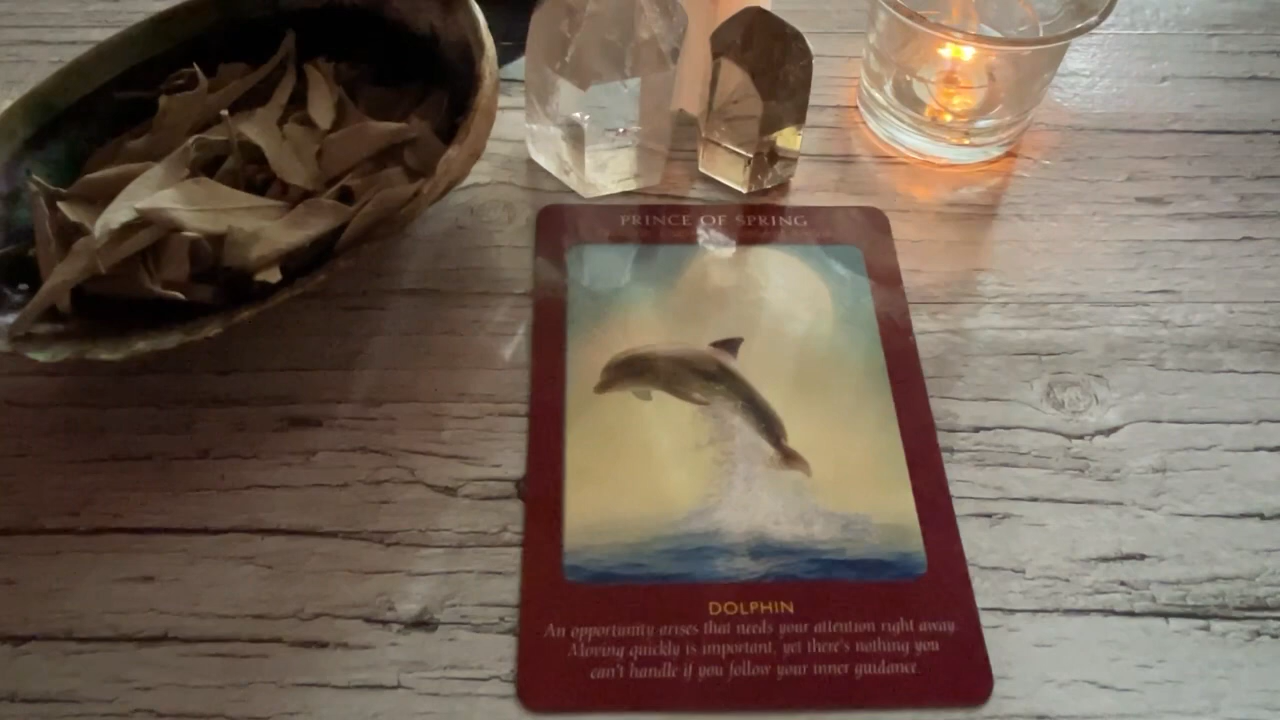 PRINCE OF SPRING
DOLPHIN
An opportunity arises that needs your attention right away.
Moving quickly is important, yet there's nothing you
can't handle if you follow your inner guidance.